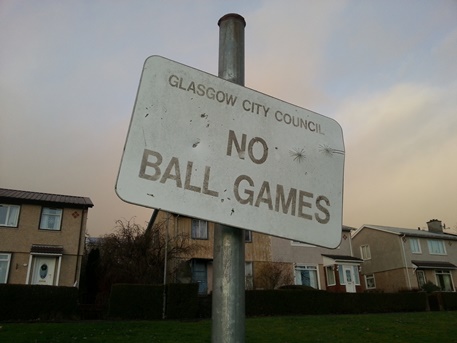 GLASGOW CITY COUNCIL
NO
BALL GAMES